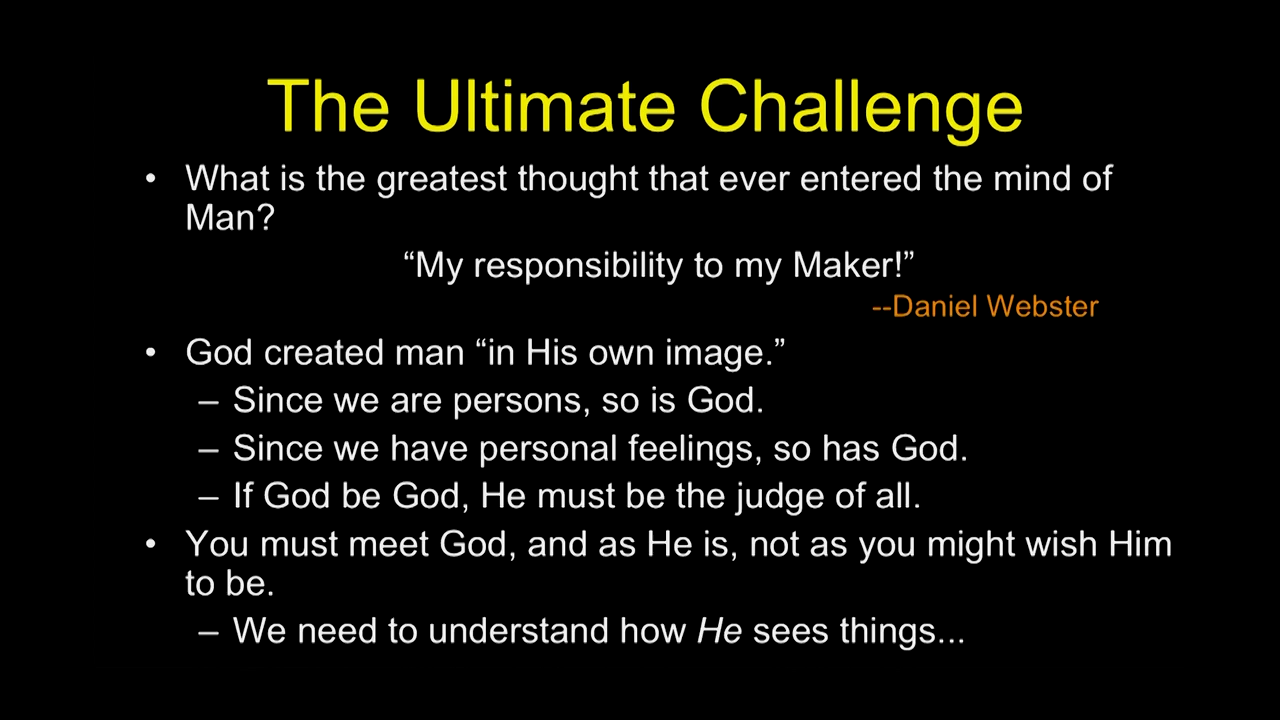 The Ultimate Challenge
• What is the greatest thought that ever entered the mind of
Man?
“My responsibility to my Maker!”
--Daniel Webster
• God created man “in His own image.”
– Since we are persons, so is God.
– Since we have personal feelings, so has God.
– If God be God, He must be the judge of all.
• You must meet God, and as He is, not as you might wish Him
to be.
– We need to understand how He sees things...